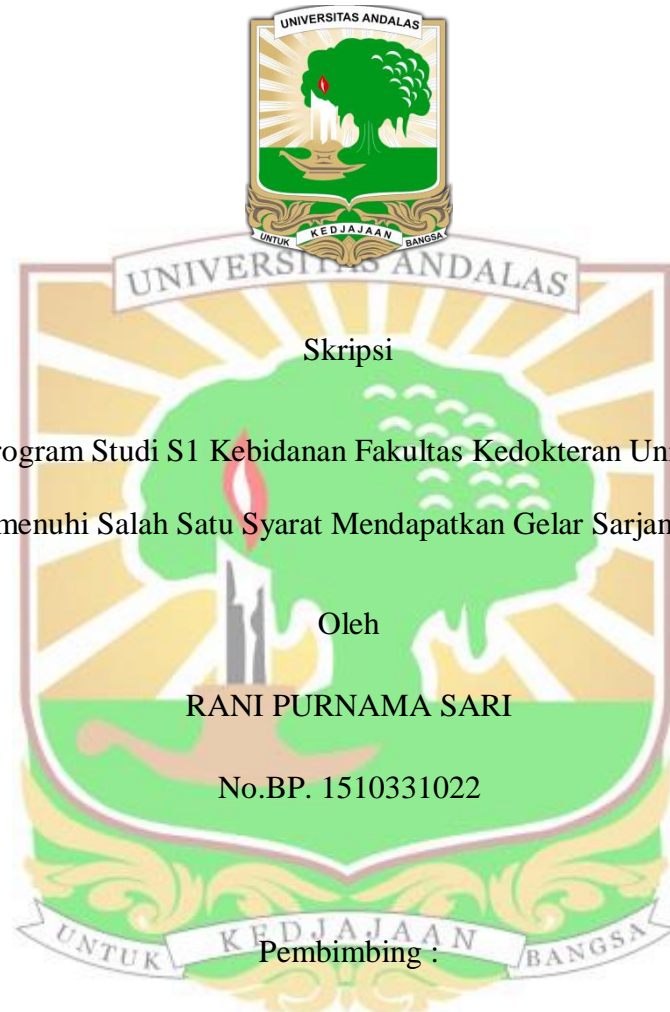 UNIVERSITAS ANDALAS
UNTUK KEDJAJAAN BANGSA
UNIVERSITAS ANDALAS
Skripsi
rogram Studi S1 Kebidanan Fakultas Kedokteran Uni
menuhi Salah Satu Syarat Mendapatkan Gelar Sarjan
Oleh
RANI PURNAMA SARI
No.BP. 1510331022
UNTUK KEDJAJAAN BANGSA
Pembimbing :